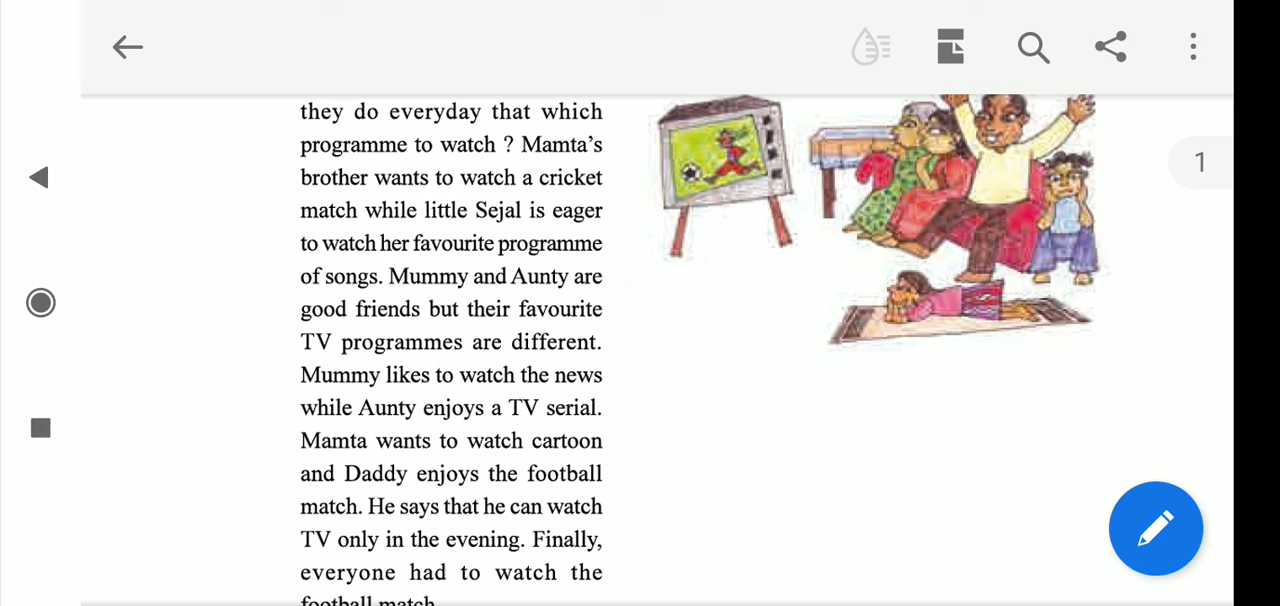 they do everyday that which
programme to watch ? Mamta's
brother wants to watch a cricket
match while little Sejal is eager
to watch her favourite programme
of songs. Mummy and Aunty are
good friends but their favourite
TV programmes are different.
Mummy likes to watch the news
while Aunty enjoys a TV serial.
Mamta wants to watch cartoon
and Daddy enjoys the football
match. He says that he can watch
TV only in the evening. Finally,
everyone had to watch the
football match
1